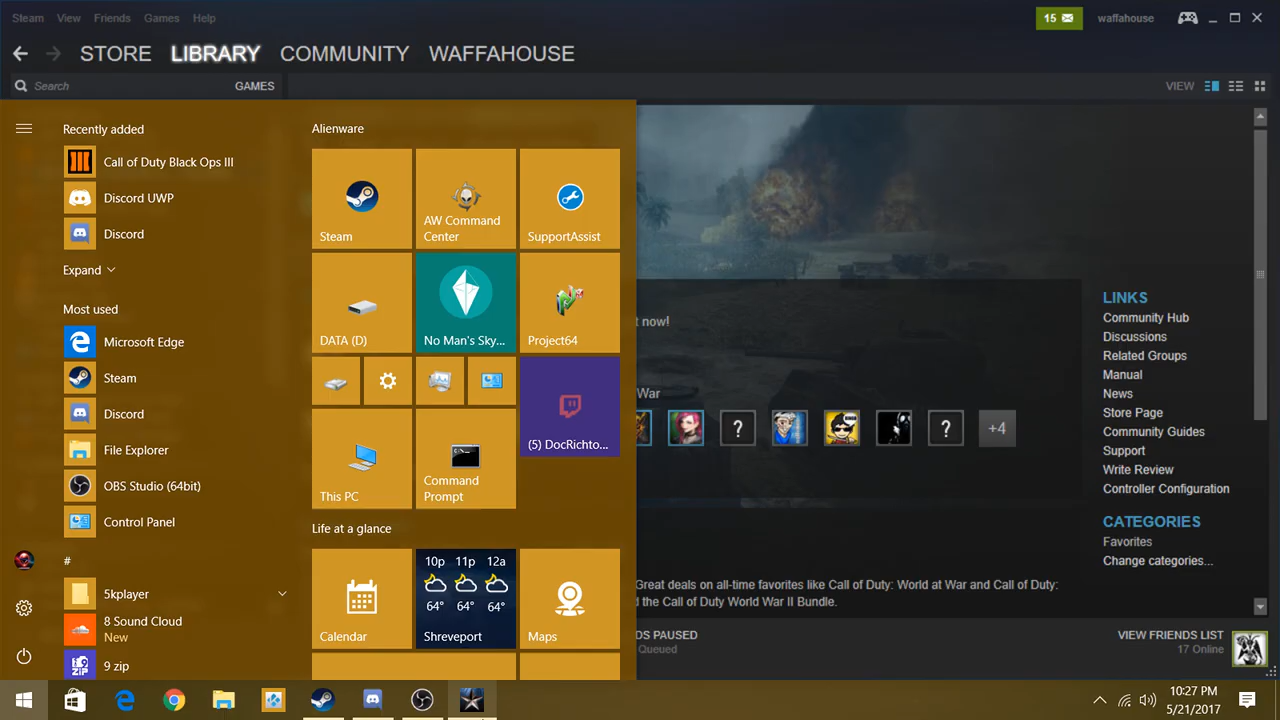 Steam View Friends Games Help
15
waffahouse
STORE LIBRARY COMMUNITY WAFFAHOUSE
Search
GAMES
VIEW
Recently added
Call of Duty Black Ops III
Discord UWP
Discord
Expand
Most used
Microsoft Edge
Steam
Discord
File Explorer
OBS Studio (64bit)
Control Panel
#
5kplayer
8 Sound Cloud
New
9 zip
Alienware
Steam
AW Command
Center
SupportAssist
DATA (D)
No Man's Sky...
Project64
(5) DocRichto...
This PC
Command
Prompt
Life at a glance
Calendar
10p 11p 12a
64° 64° 64°
Shreveport
Maps
t now!
War
? ? +4
LINKS
Community Hub
Discussions
Related Groups
Manual
News
Store Page
Community Guides
Support
Write Review
Controller Configuration
CATEGORIES
Favorites
Change categories...
Great deals on all-time favorites like Call of Duty: World at War and Call of Duty:
d the Call of Duty World War II Bundle.
DS PAUSED
Queued
VIEW FRIENDS LIST
17 Online
10:27 PM
5/21/2017